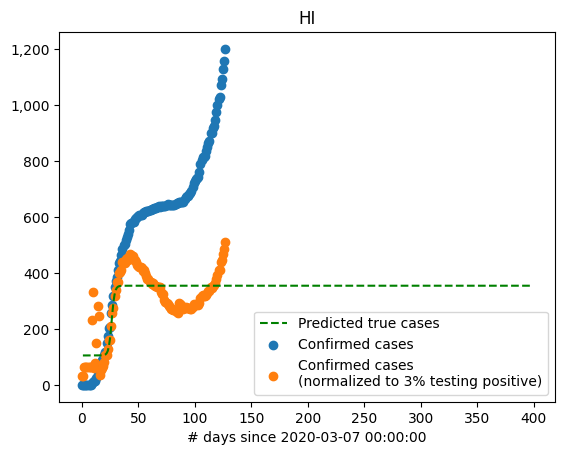 HI
1,200
1,000
800
600
400
200
0
Predicted true cases
Confirmed cases
Confirmed cases
(normalized to 3% testing positive)
0 50 100 150 200 250 300 350 400
# days since 2020-03-07 00:00:00